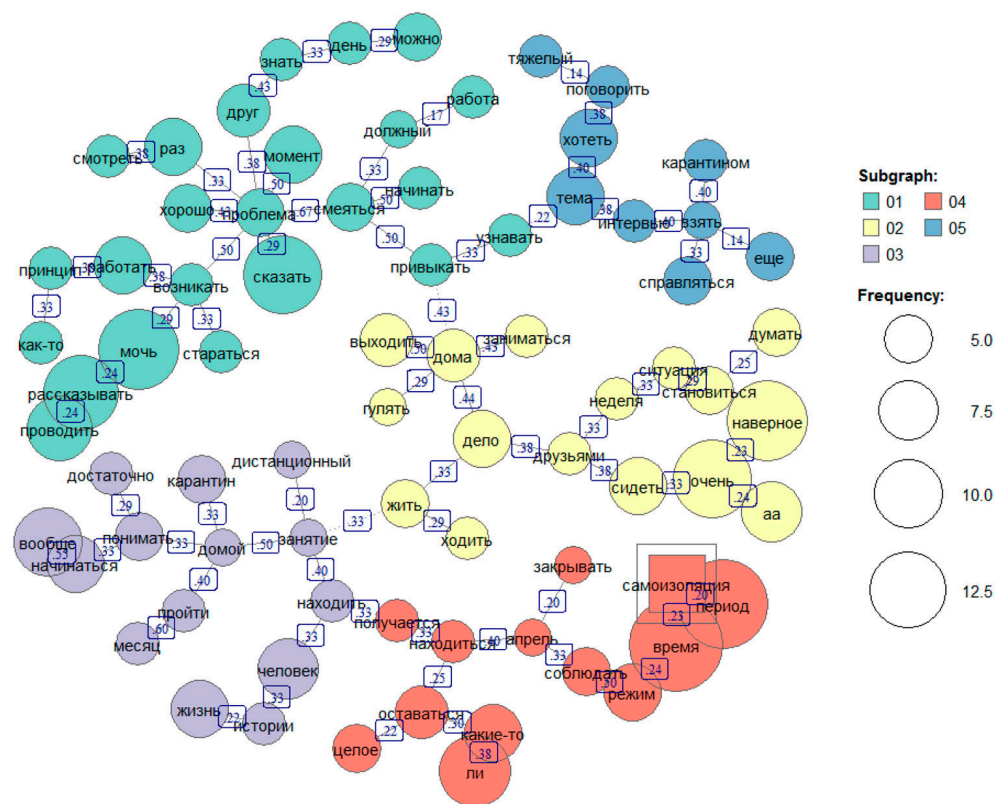 знать
.33
день
.29
можно
.43
друг
.38
момент
.50
смотреть
.38
раз
.33
хорошо
.43
проблема
.67
смеяться
.50
начинать
.33
должный
.17
работа
.29
сказать
.50
возникать
.38
работать
.38
принцип
.33
как-то
.29
мочь
.33
стараться
.24
рассказывать
.24
проводить
.50
привыкать
.33
узнавать
.22
тема
.40
хотеть
.38
поговорить
.14
тяжелый
.38
интервью
.40
взять
.40
карантином
.14
еще
.33
справляться
.43
выходить
.50
дома
.43
заниматься
.29
гулять
.44
дело
.38
друзьями
.33
неделя
.33
ситуация
.29
становиться
.25
думать
наверное
.23
.38
сидеть
.33
очень
.24
аа
.33
жить
.29
ходить
.33
дистанционный
.20
занятие
.50
домой
.33
карантин
достаточно
.29
понимать
.33
.33
вообще
.53
начинаться
.40
пройти
.60
месяц
.40
находить
.33
человек
.33
истории
.22
жизнь
.33
получается
.33
находиться
.40
апрель
.20
закрывать
.33
соблюдать
.50
режим
.24
время
.23
самоизоляция
.20
период
.25
оставаться
.22
целое
.30
какие-то
.38
ли
Subgraph:
01
04
02
05
03
Frequency:
5.0
7.5
10.0
12.5